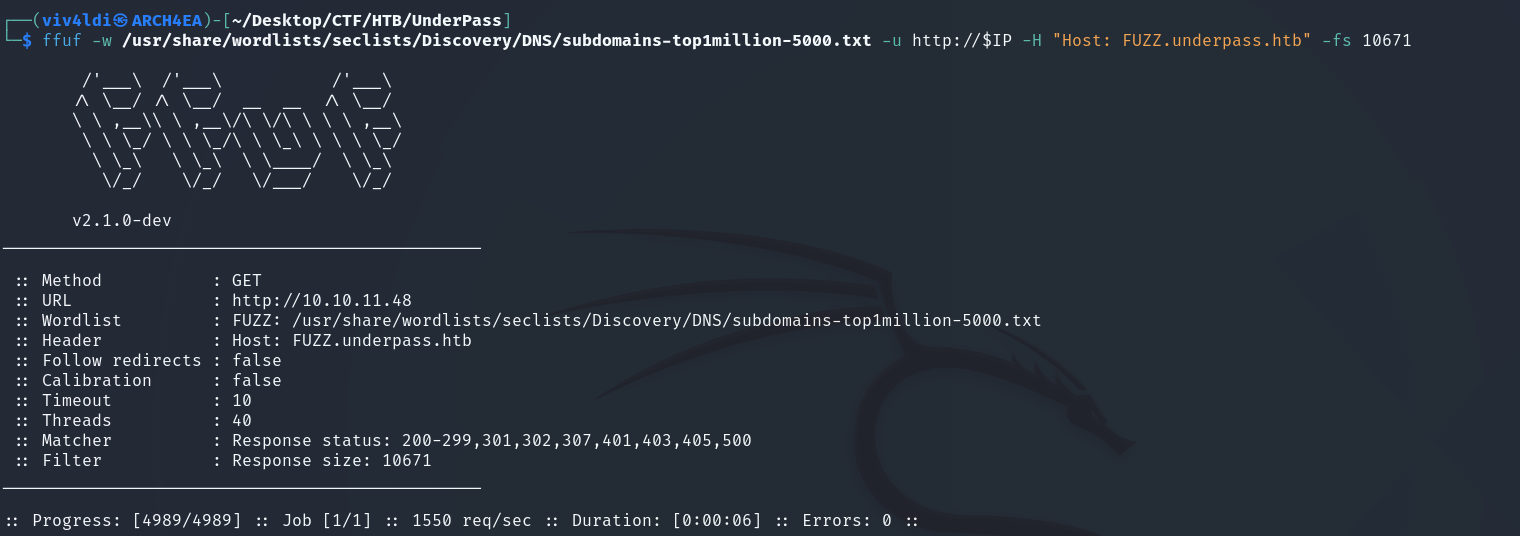 ┌──(viv4ldi㉿ARCH4EA)-[~/Desktop/CTF/HTB/UnderPass]
└─$ ffuf -w /usr/share/wordlists/seclists/Discovery/DNS/subdomains-top1million-5000.txt -u http://$IP -H "Host: FUZZ.underpass.htb" -fs 10671
        /'___\  /'___\           /'___\
       /\ \__/ /\ \__/  __  __  /\ \__/
       \ \ ,__\\ \ ,__\/\ \/\ \ \ \ ,__\
        \ \ \_/ \ \ \_/\ \ \_\ \ \ \ \_/
         \ \_\   \ \_\  \ \____/  \ \_\
          \/_/    \/_/   \/___/    \/_/
       v2.1.0-dev
________________________________________________
 :: Method           : GET
 :: URL              : http://10.10.11.48
 :: Wordlist         : FUZZ: /usr/share/wordlists/seclists/Discovery/DNS/subdomains-top1million-5000.txt
 :: Header           : Host: FUZZ.underpass.htb
 :: Follow redirects : false
 :: Calibration      : false
 :: Timeout          : 10
 :: Threads          : 40
 :: Matcher          : Response status: 200-299,301,302,307,401,403,405,500
 :: Filter           : Response size: 10671
________________________________________________
:: Progress: [4989/4989] :: Job [1/1] :: 1550 req/sec :: Duration: [0:00:06] :: Errors: 0 ::